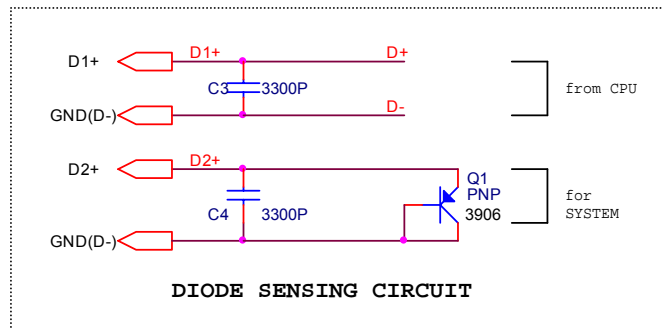 D1+ D1+ D+
C3 3300P
from CPU
GND(D-) D-
D2+ D2+
Q1
PNP
3906
for
SYSTEM
C4 3300P
GND(D-)
DIODE SENSING CIRCUIT